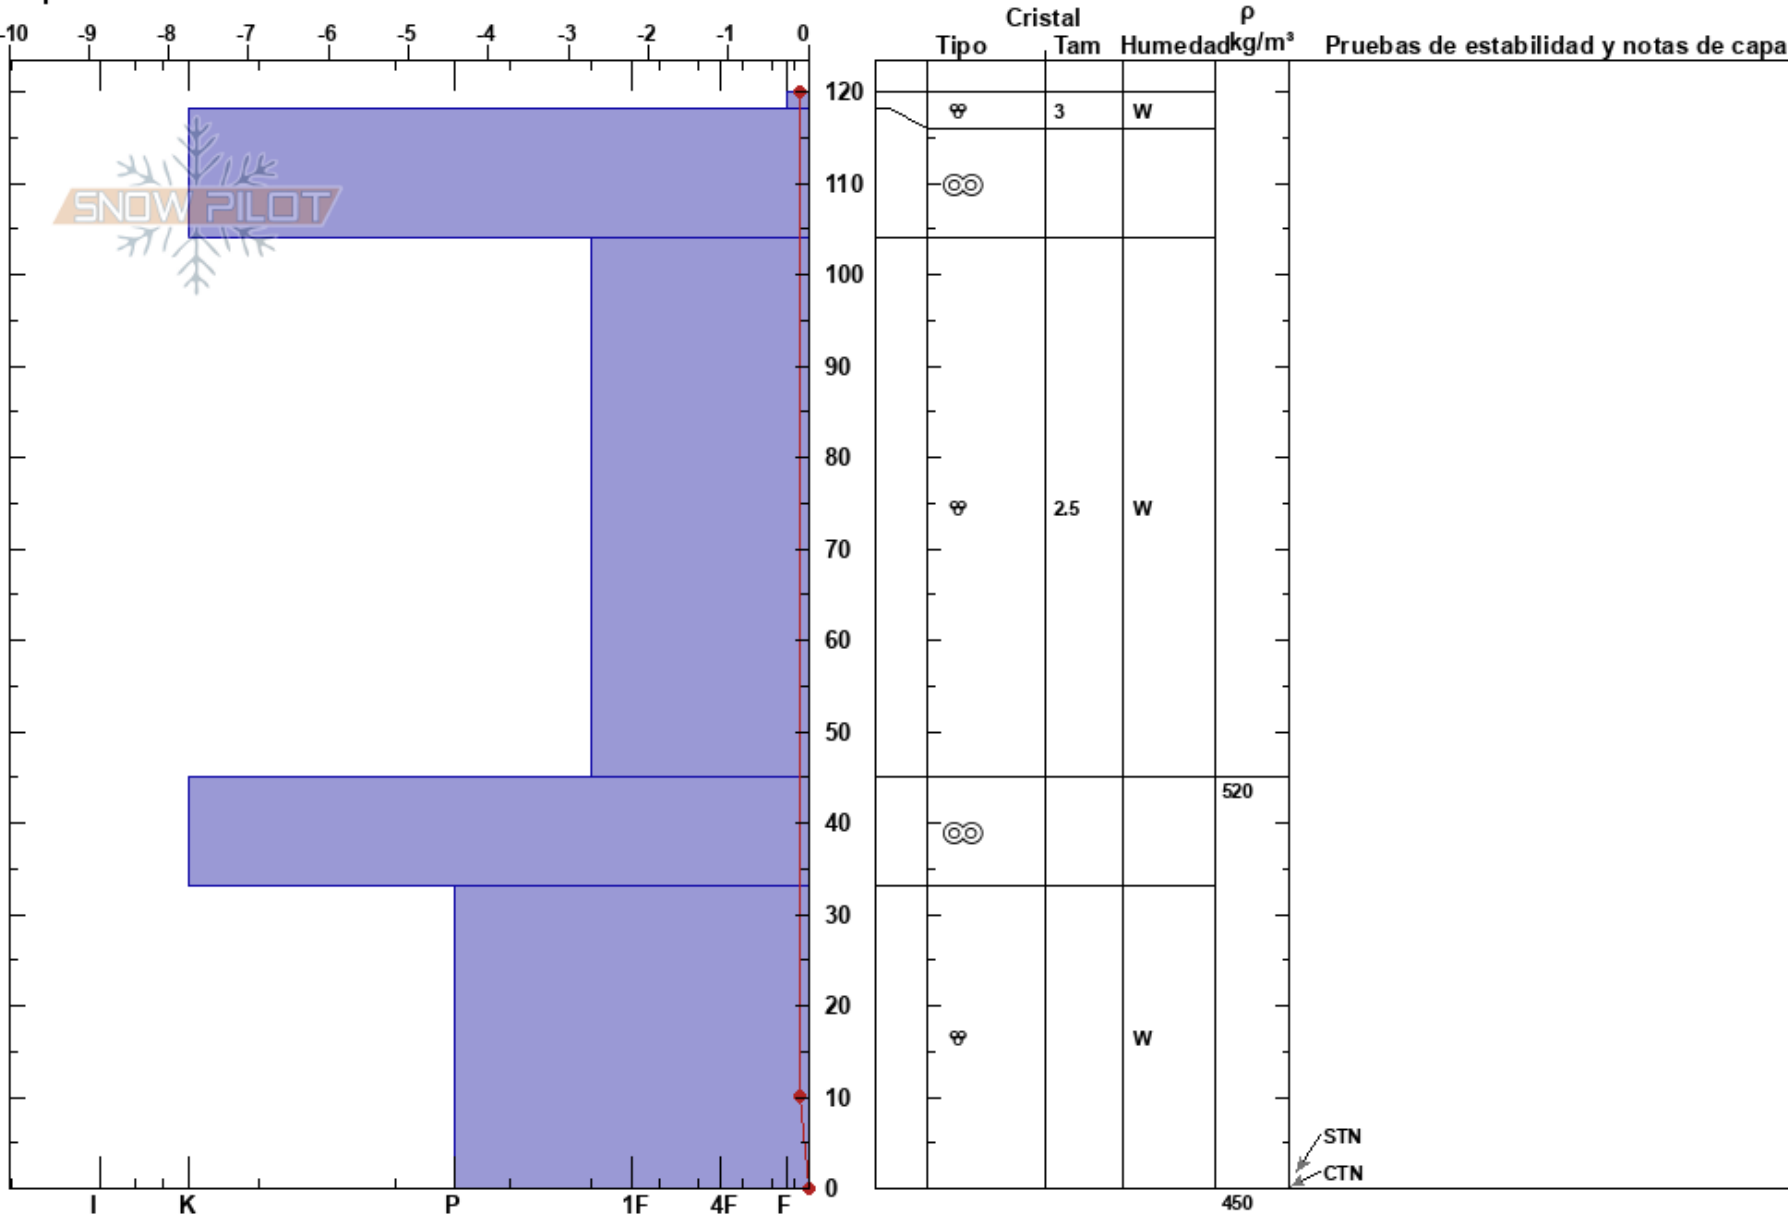 Cristal ρ
-10 -9 -8 -7 -6 -5 -4 -3 -2 -1 0
Tipo Tam Humedad kg/m³ Pruebas de estabilidad y notas de capa
120
3 W
110
SNOW PILOT
100
90
80
2.5 W
70
60
50
520
40
30
20
W
10
STN
CTN
0
I K P 1F 4F F
450